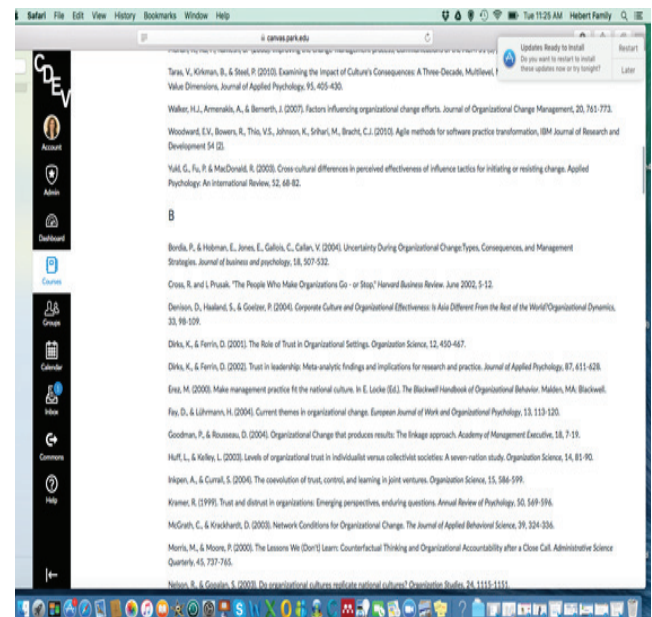 Safari File Edit View History Bookmarks Window Help
Tue 11:25 AM Hebert Family
canvas.park.edu
Updates Ready to Install
Do you want to restart to install
these updates now or try tonight?
Restart
Later
CDEV
Account
Admin
Dashboard
Courses
Groups
Calendar
Inbox
Commons
Help
Taras, V., Kirkman, B., & Steel, P. (2010). Examining the Impact of Culture's Consequences: A Three-Decade, Multilevel,
Value Dimensions, Journal of Applied Psychology, 95, 405-430.
Walker, H.J., Armenakis, A., & Bernerth, J. (2007). Factors influencing organizational change efforts. Journal of Organizational Change Management, 20, 761-773.
Woodward, E.V., Bowers, R., Thio, V.S., Johnson, K., Srihari, M., Bracht, C.J. (2010). Agile methods for software practice transformation, IBM Journal of Research and
Development 54 (2).
Yukl, G., Fu, P. & MacDonald, R. (2003). Cross-cultural differences in perceived effectiveness of influence tactics for initiating or resisting change. Applied
Psychology: An international Review, 52, 68-82.
B
Bordia, P., & Hobman, E., Jones, E., Gallois, C., Callan, V. (2004). Uncertainty During Organizational Change:Types, Consequences, and Management
Strategies. Journal of business and psychology, 18, 507-532.
Cross, R. and L Prusak. "The People Who Make Organizations Go - or Stop," Harvard Business Review. June 2002, 5-12.
Denison, D., Haaland, S., & Goelzer, P. (2004). Corporate Culture and Organizational Effectiveness: Is Asia Different From the Rest of the World?Organizational Dynamics,
33, 98-109.
Dirks, K., & Ferrin, D. (2001). The Role of Trust in Organizational Settings. Organization Science, 12, 450-467.
Dirks, K., & Ferrin, D. (2002). Trust in leadership: Meta-analytic findings and implications for research and practice. Journal of Applied Psychology, 87, 611-628.
Erez, M. (2000). Make management practice fit the national culture. In E. Locke (Ed.). The Blackwell Handbook of Organizational Behavior. Malden, MA: Blackwell.
Fay, D., & Lührmann, H. (2004). Current themes in organizational change. European Journal of Work and Organizational Psychology, 13, 113-120.
Goodman, P., & Rousseau, D. (2004). Organizational Change that produces results: The linkage approach. Academy of Management Executive, 18, 7-19.
Huff, L., & Kelley, L. (2003). Levels of organizational trust in individualist versus collectivist societies: A seven-nation study. Organization Science, 14, 81-90.
Inkpen, A., & Currall, S. (2004). The coevolution of trust, control, and learning in joint ventures. Organization Science, 15, 586-599.
Kramer, R. (1999). Trust and distrust in organizations: Emerging perspectives, enduring questions. Annual Review of Psychology, 50, 569-596.
McGrath, C., & Krackhardt, D. (2003). Network Conditions for Organizational Change. The Journal of Applied Behavioral Science, 39, 324-336.
Morris, M., & Moore, P. (2000). The Lessons We (Don't) Learn: Counterfactual Thinking and Organizational Accountability after a Close Call. Administrative Science
Quarterly, 45, 737-765.
Nelson, R., & Gopalan, S. (2003). Do organizational cultures replicate national cultures? Organization Studies, 24, 1115-1151.